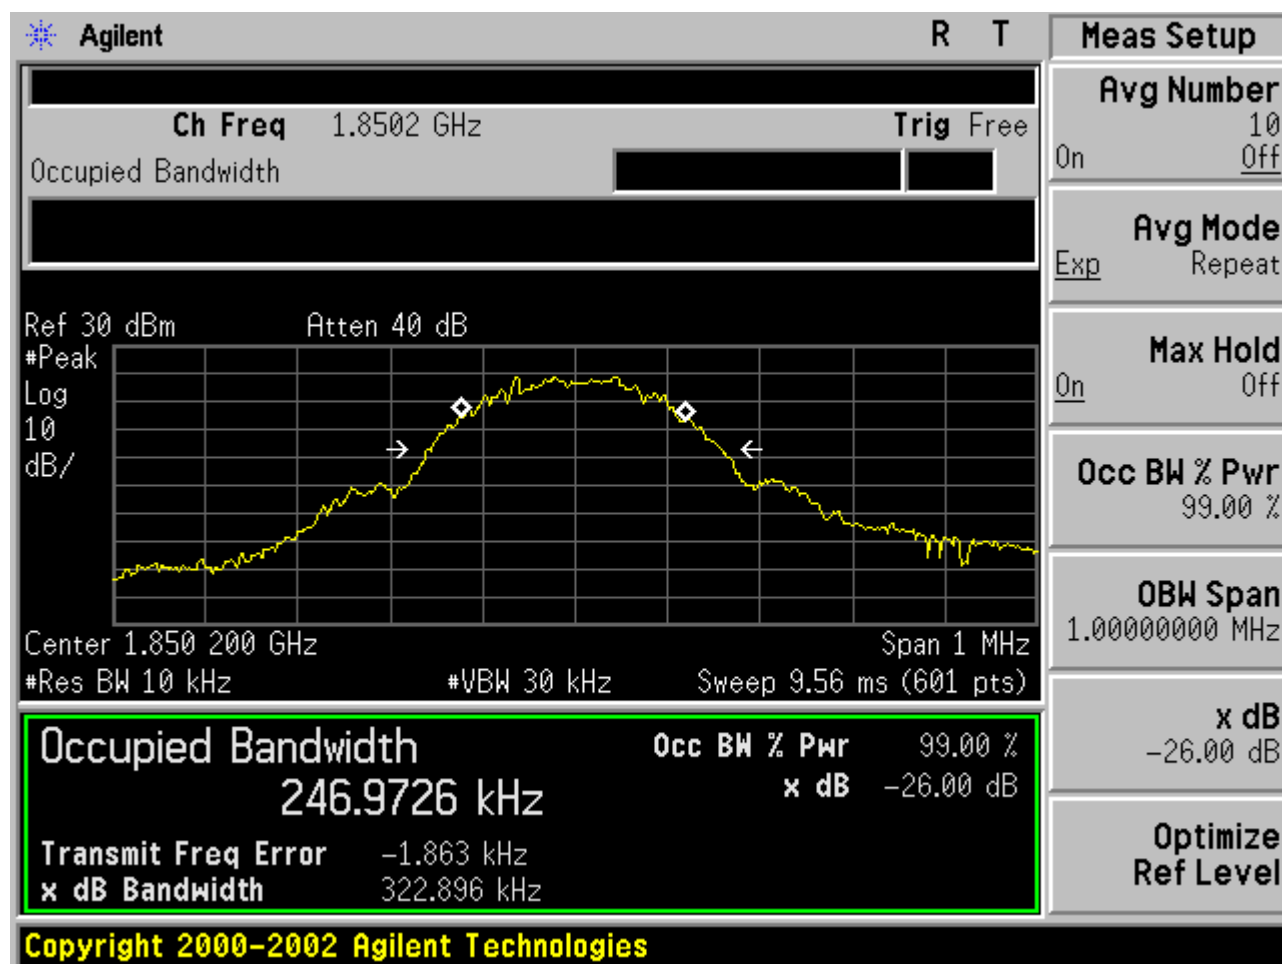 Agilent R T
Ch Freq 1.8502 GHz Trig Free
Occupied Bandwidth
Ref 30 dBm Atten 40 dB
#Peak
Log
10
dB/
Center 1.850 200 GHz Span 1 MHz
#Res BW 10 kHz #VBW 30 kHz Sweep 9.56 ms (601 pts)
Occupied Bandwidth Occ BW % Pwr 99.00 %
246.9726 kHz x dB -26.00 dB
Transmit Freq Error -1.863 kHz
x dB Bandwidth 322.896 kHz
Copyright 2000-2002 Agilent Technologies
Meas Setup
Avg Number
10
On Off
Avg Mode
Exp Repeat
Max Hold
On Off
Occ BW % Pwr
99.00 %
OBW Span
1.00000000 MHz
x dB
-26.00 dB
Optimize
Ref Level